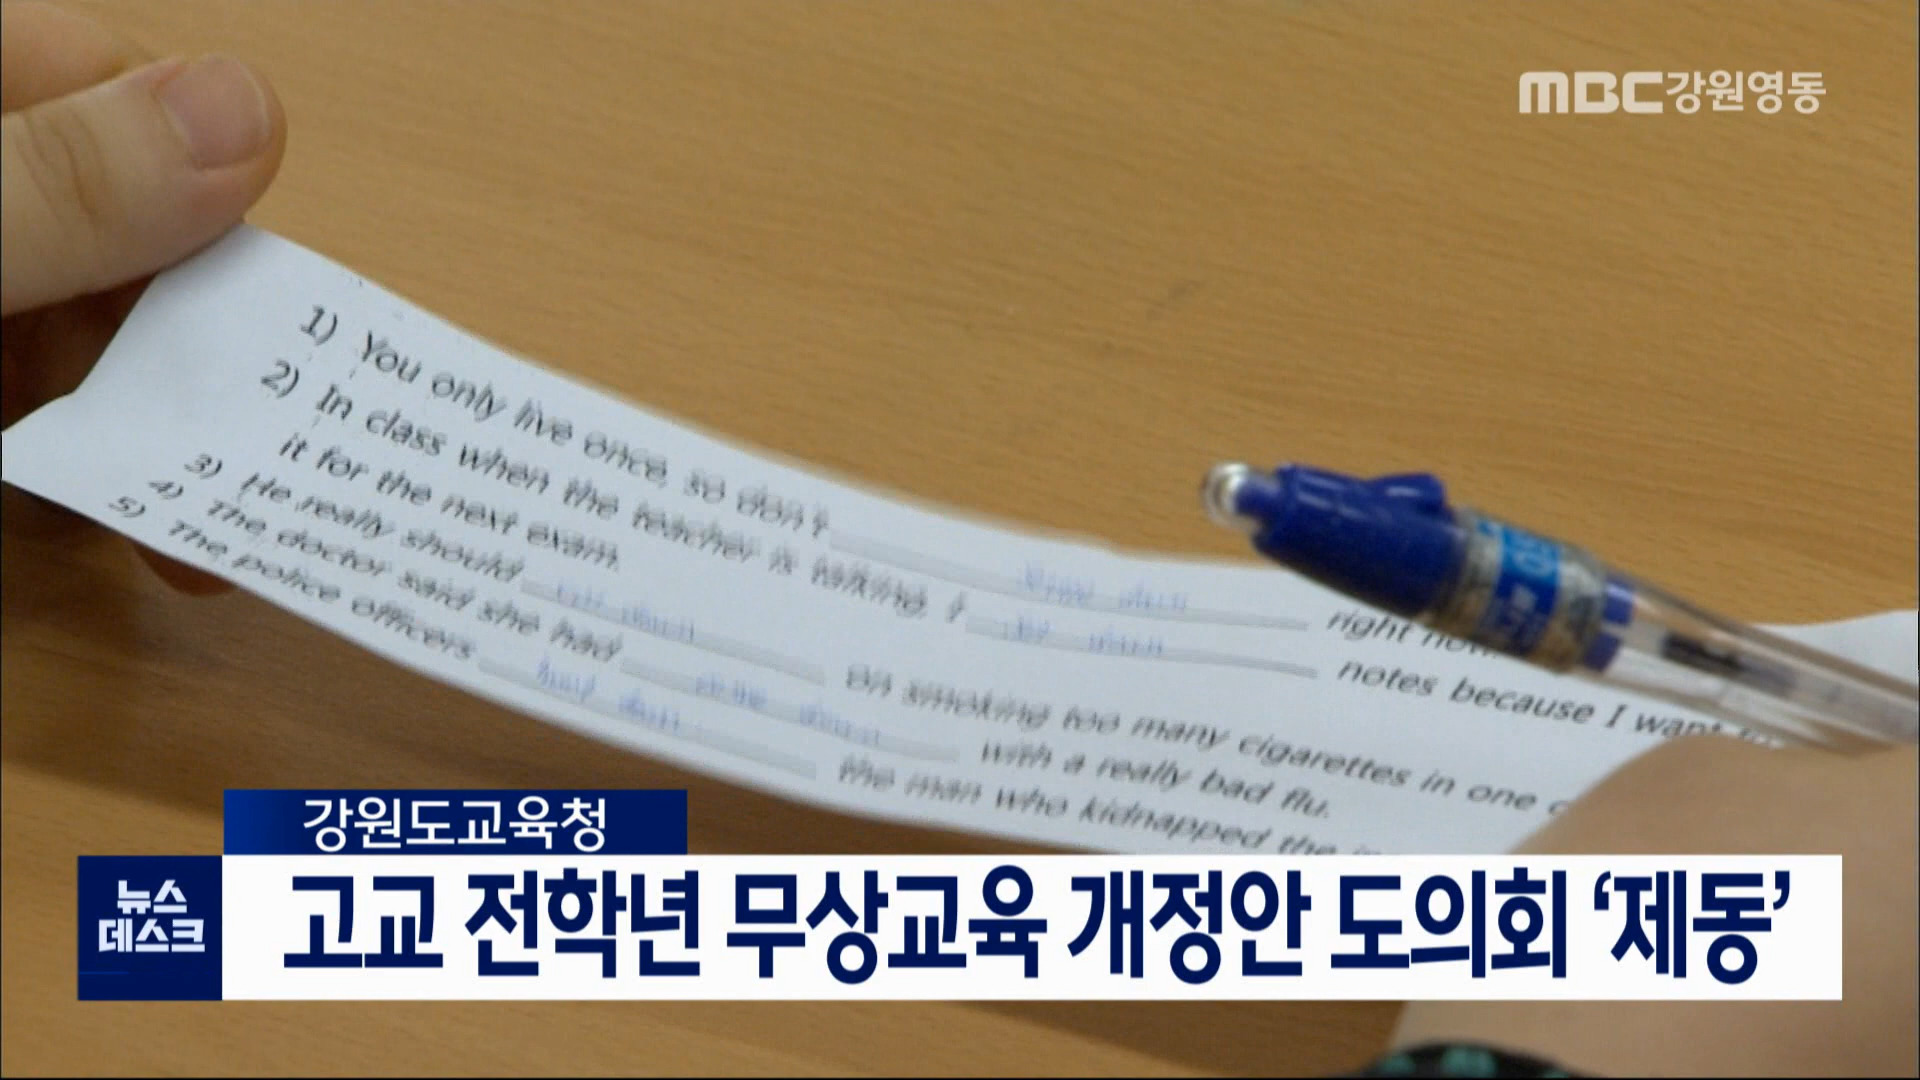 MBC강원영동
1) You only live once, so don't
right now.
2) In class when the teacher is talking, I
notes because I want to
it for the next exam.
3) He really should
on smoking too many cigarettes in one
4) The doctor said she had
with a really bad flu.
5) The police officers
the man who kidnapped the
강원도교육청
뉴스
데스크
고교 전학년 무상교육 개정안 도의회 ‘제동’